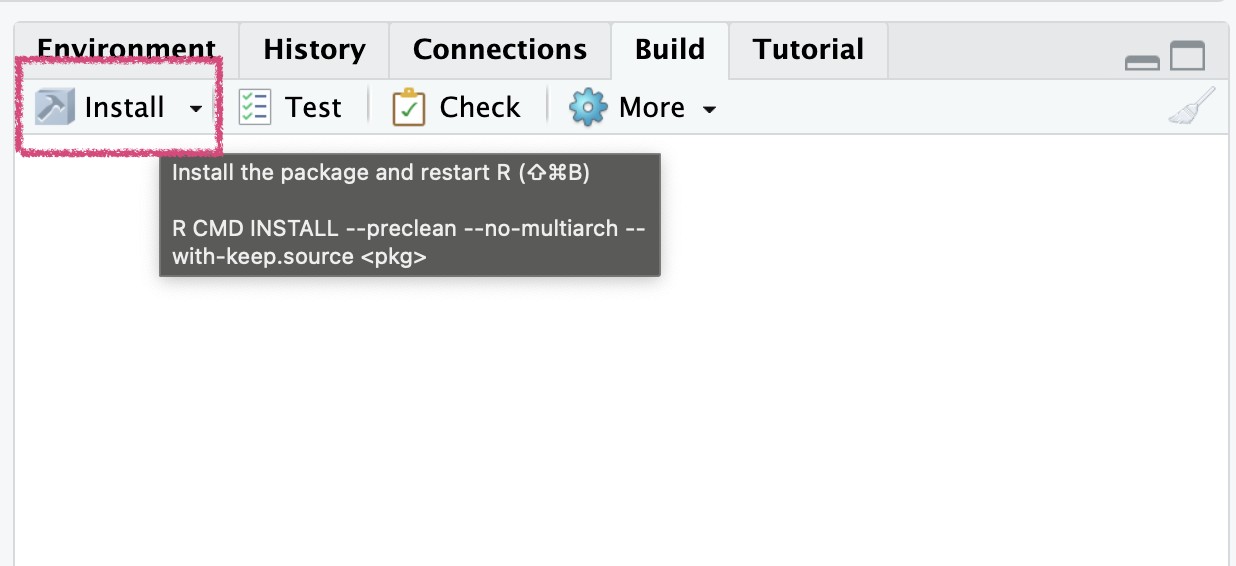 Environment History Connections Build Tutorial
Install Test Check More
Install the package and restart R (⇧⌘B)
R CMD INSTALL --preclean --no-multiarch --
with-keep.source <pkg>